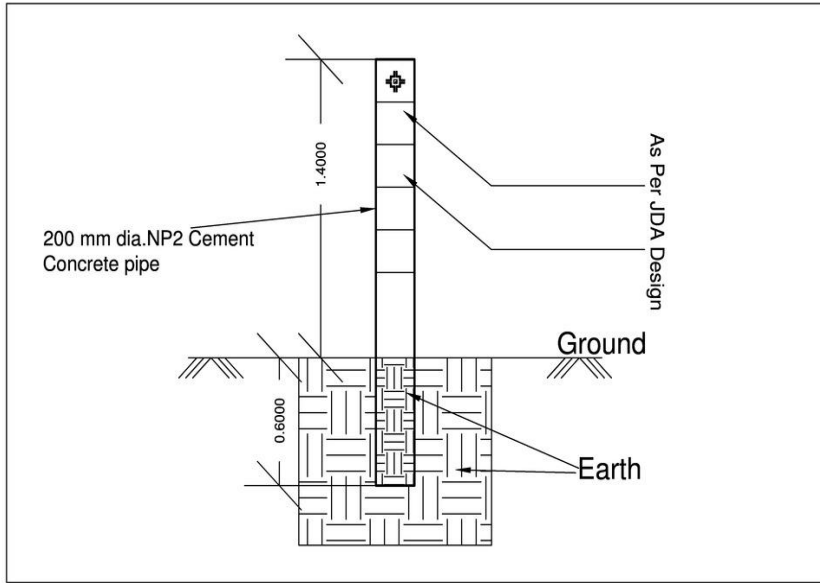 1.4000
As Per JDA Design
200 mm dia.NP2 Cement
Concrete pipe
Ground
0.6000
Earth